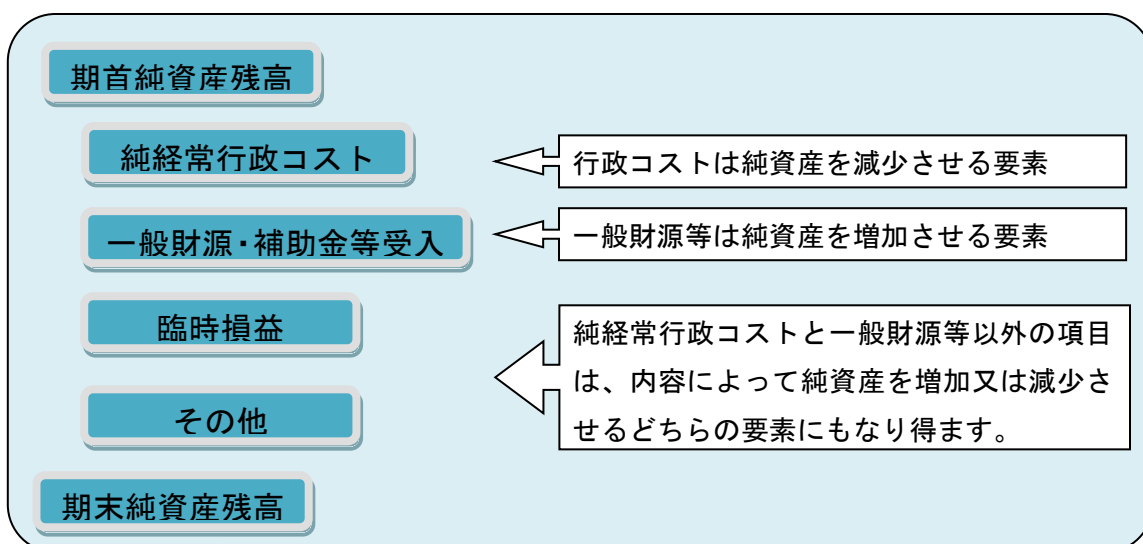 期首純資産残高
純経常行政コスト
行政コストは純資産を減少させる要素
一般財源・補助金等受入
一般財源等は純資産を増加させる要素
臨時損益
純経常行政コストと一般財源等以外の項目
は、内容によって純資産を増加又は減少さ
せるどちらの要素にもなり得ます。
その他
期末純資産残高